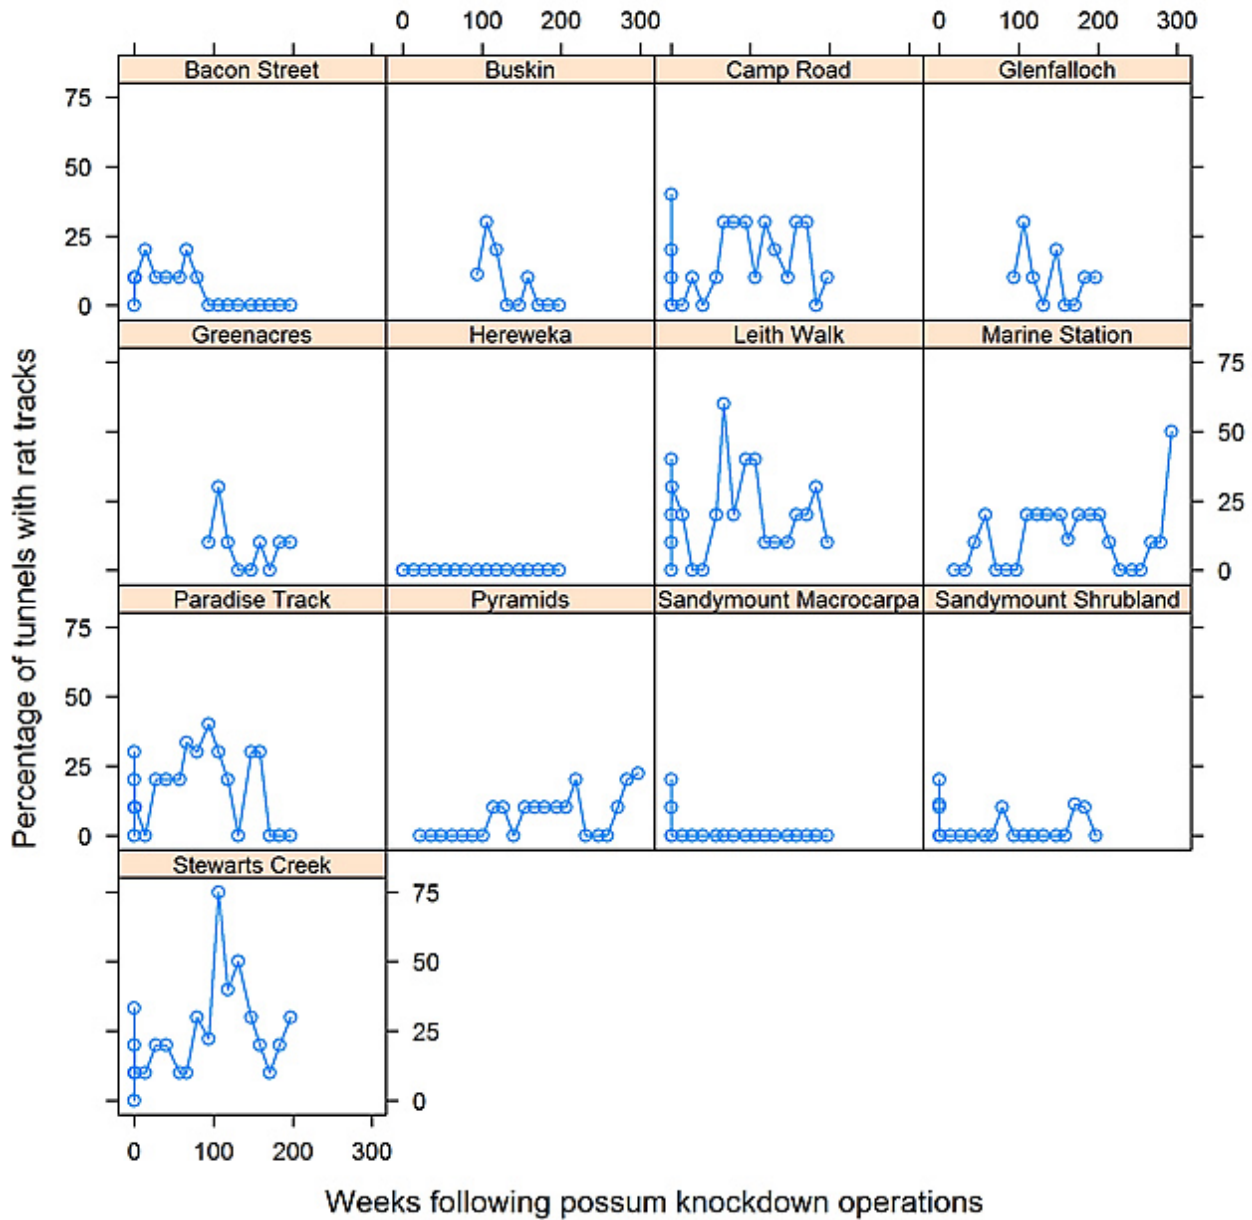 0 100 200 300 0 100 200 300
Bacon Street Buskin Camp Road Glenfalloch
75
50
25
0
Greenacres Hereweka Leith Walk Marine Station
75
50
25
0
Paradise Track Pyramids Sandymount Macrocarpa Sandymount Shrubland
75
50
25
0
Stewarts Creek
75
50
25
0
0 100 200 300
Percentage of tunnels with rat tracks
Weeks following possum knockdown operations